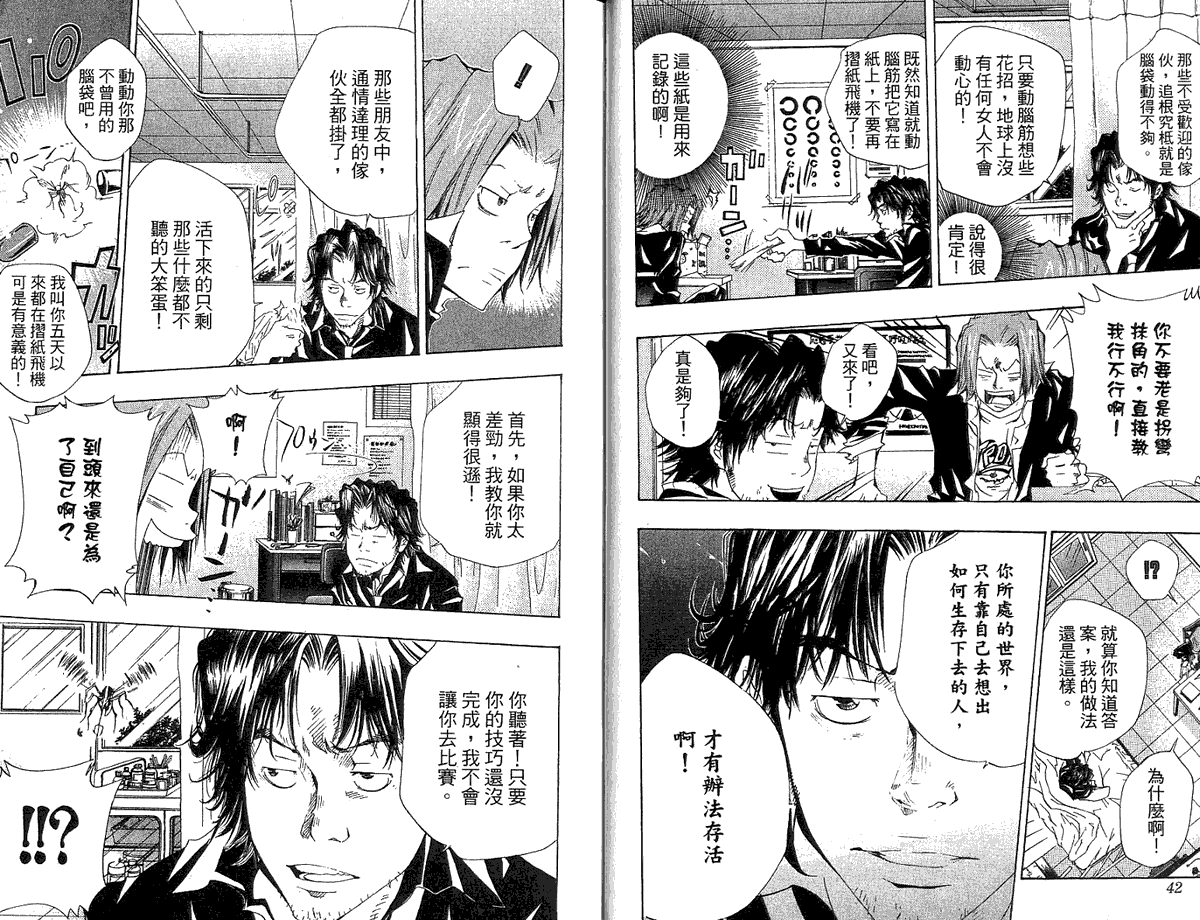 那些不受歡迎的傢
伙，追根究柢就是
腦袋動得不夠。
只要動腦筋想些
花招，地球上沒
有任何女人不會
動心的！
說得很
肯定！
既然知道就動
腦筋把它寫在
紙上，不要再
摺紙飛機了！
這些紙是用來
記錄的啊！
ガーン…
你不要老是拐彎
抹角的，直接教
我行不行啊！
看吧，
又來了！
真是夠了！
!?
就算你知道答
案，我的做法
還是這樣。
為什麼啊！
你所處的世界，
只有靠自己去想出
如何生存下去的人，
才有辦法存活
啊！
42
！
那些朋友中，
通情達理的傢
伙全都掛了，
活下來的只剩
那些什麼都不
聽的大笨蛋！
動動你那
不曾用的
腦袋吧，
我叫你五天以
來都在摺紙飛機
可是有意義的！
首先，如果你太
差勁，我教你就
顯得很遜！
啊！
到頭來還是為
了自己啊？
你聽著！只要
你的技巧還沒
完成，我不會
讓你去比賽。
!!?